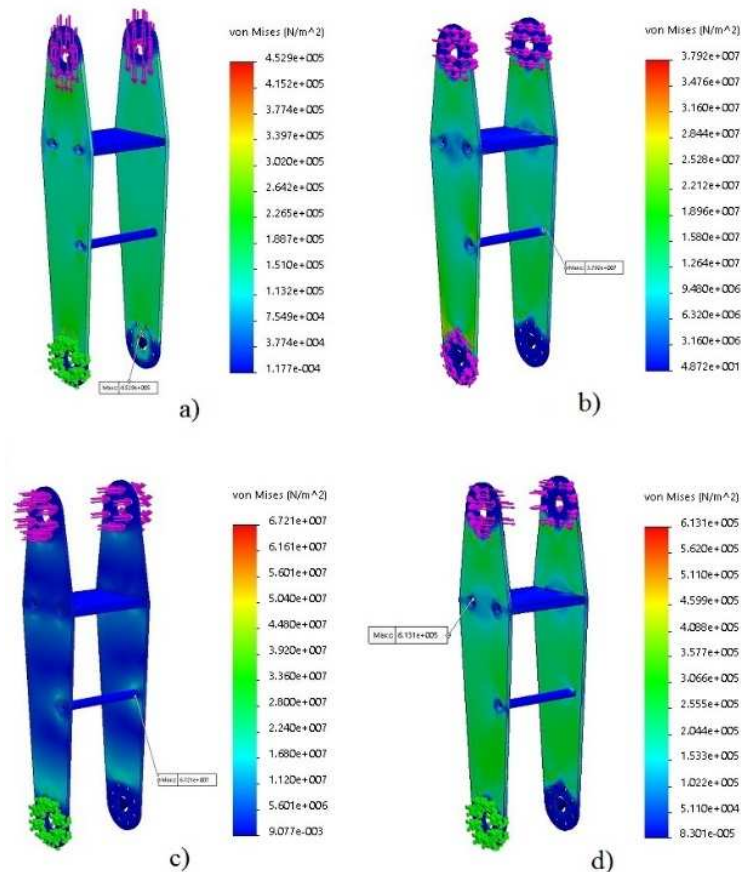 von Mises (N/m^2)
4.529e+005
4.152e+005
3.774e+005
3.397e+005
3.020e+005
2.642e+005
2.265e+005
1.887e+005
1.510e+005
1.132e+005
7.549e+004
3.774e+004
1.177e-004
a)
von Mises (N/m^2)
3.792e+007
3.476e+007
3.160e+007
2.844e+007
2.528e+007
2.212e+007
1.896e+007
1.580e+007
1.264e+007
9.480e+006
6.320e+006
3.160e+006
4.872e+001
b)
von Mises (N/m^2)
6.721e+007
6.161e+007
5.601e+007
5.040e+007
4.480e+007
3.920e+007
3.360e+007
2.800e+007
2.240e+007
1.680e+007
1.120e+007
5.601e+006
9.077e-003
c)
von Mises (N/m^2)
6.131e+005
5.620e+005
5.110e+005
4.599e+005
4.088e+005
3.577e+005
3.066e+005
2.555e+005
2.044e+005
1.533e+005
1.022e+005
5.110e+004
8.301e-005
Макс: 6.131e+005
d)